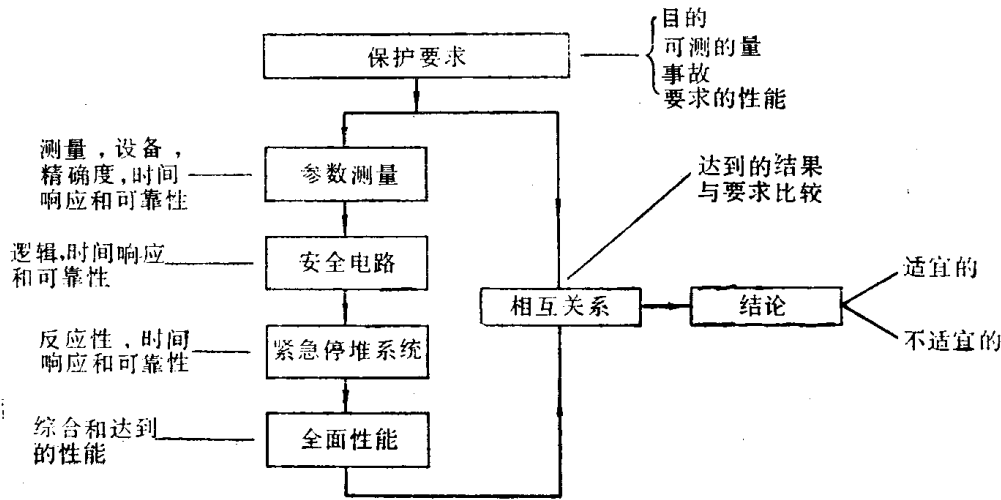 目的
可测的量
事故
要求的性能
保护要求
测量，设备，
精确度，时间
响应和可靠性
参数测量
达到的结果
与要求比较
逻辑，时间响应
和可靠性
安全电路
适宜的
相互关系
结论
不适宜的
反应性，时间
响应和可靠性
紧急停堆系统
综合和达到
的性能
全面性能